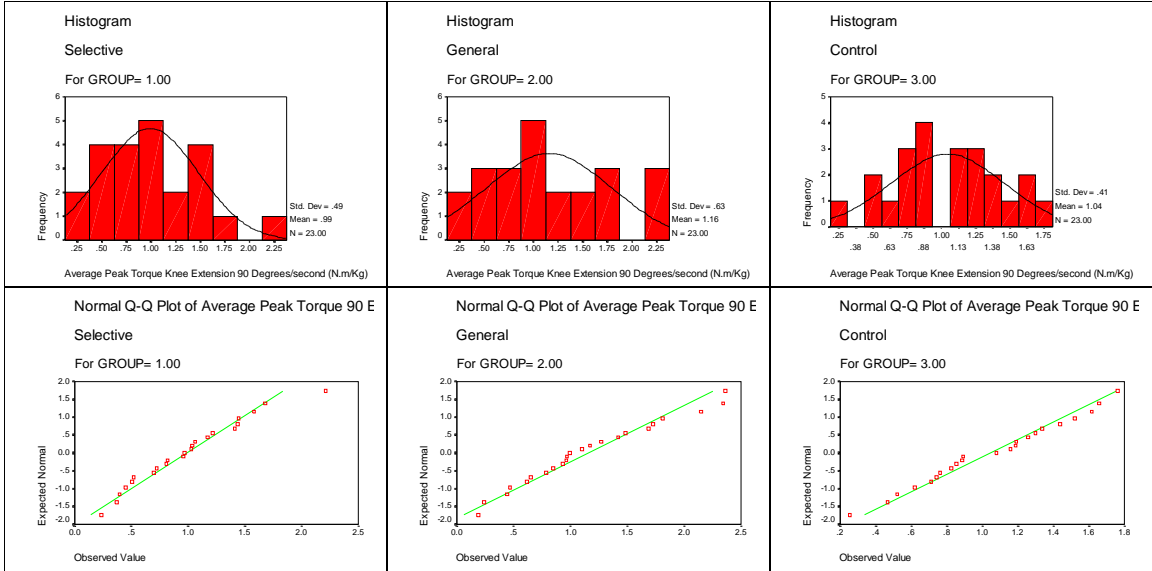 Histogram
Selective
For GROUP= 1.00
6
5
4
3
2
1
0
Frequency
.25 .50 .75 1.00 1.25 1.50 1.75 2.00 2.25
Std. Dev = .49
Mean = .99
N = 23.00
Average Peak Torque Knee Extension 90 Degrees/second (N.m/Kg)
Histogram
General
For GROUP= 2.00
6
5
4
3
2
1
0
Frequency
.25 .50 .75 1.00 1.25 1.50 1.75 2.00 2.25
Std. Dev = .63
Mean = 1.16
N = 23.00
Average Peak Torque Knee Extension 90 Degrees/second (N.m/Kg)
Histogram
Control
For GROUP= 3.00
5
4
3
2
1
0
Frequency
.25 .50 .75 1.00 1.25 1.50 1.75
.38 .63 .88 1.13 1.38 1.63
Std. Dev = .41
Mean = 1.04
N = 23.00
Average Peak Torque Knee Extension 90 Degrees/second (N.m/Kg)
Normal Q-Q Plot of Average Peak Torque 90 E
Selective
For GROUP= 1.00
2.0
1.5
1.0
.5
0.0
-.5
-1.0
-1.5
-2.0
Expected Normal
0.0 .5 1.0 1.5 2.0 2.5
Observed Value
Normal Q-Q Plot of Average Peak Torque 90 E
General
For GROUP= 2.00
2.0
1.5
1.0
.5
0.0
-.5
-1.0
-1.5
-2.0
Expected Normal
0.0 .5 1.0 1.5 2.0 2.5
Observed Value
Normal Q-Q Plot of Average Peak Torque 90 E
Control
For GROUP= 3.00
2.0
1.5
1.0
.5
0.0
-.5
-1.0
-1.5
-2.0
Expected Normal
.2 .4 .6 .8 1.0 1.2 1.4 1.6 1.8
Observed Value